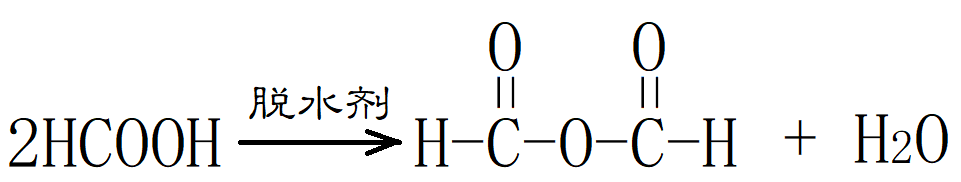 O O
脱水剂
2HCOOH H-C-O-C-H + H2O